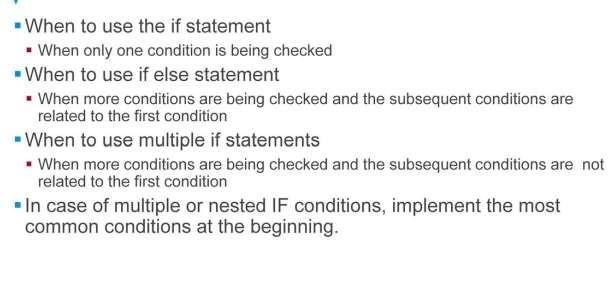 When to use the if statement
When only one condition is being checked
When to use if else statement
When more conditions are being checked and the subsequent conditions are
related to the first condition
When to use multiple if statements
When more conditions are being checked and the subsequent conditions are not
related to the first condition
In case of multiple or nested IF conditions, implement the most
common conditions at the beginning.